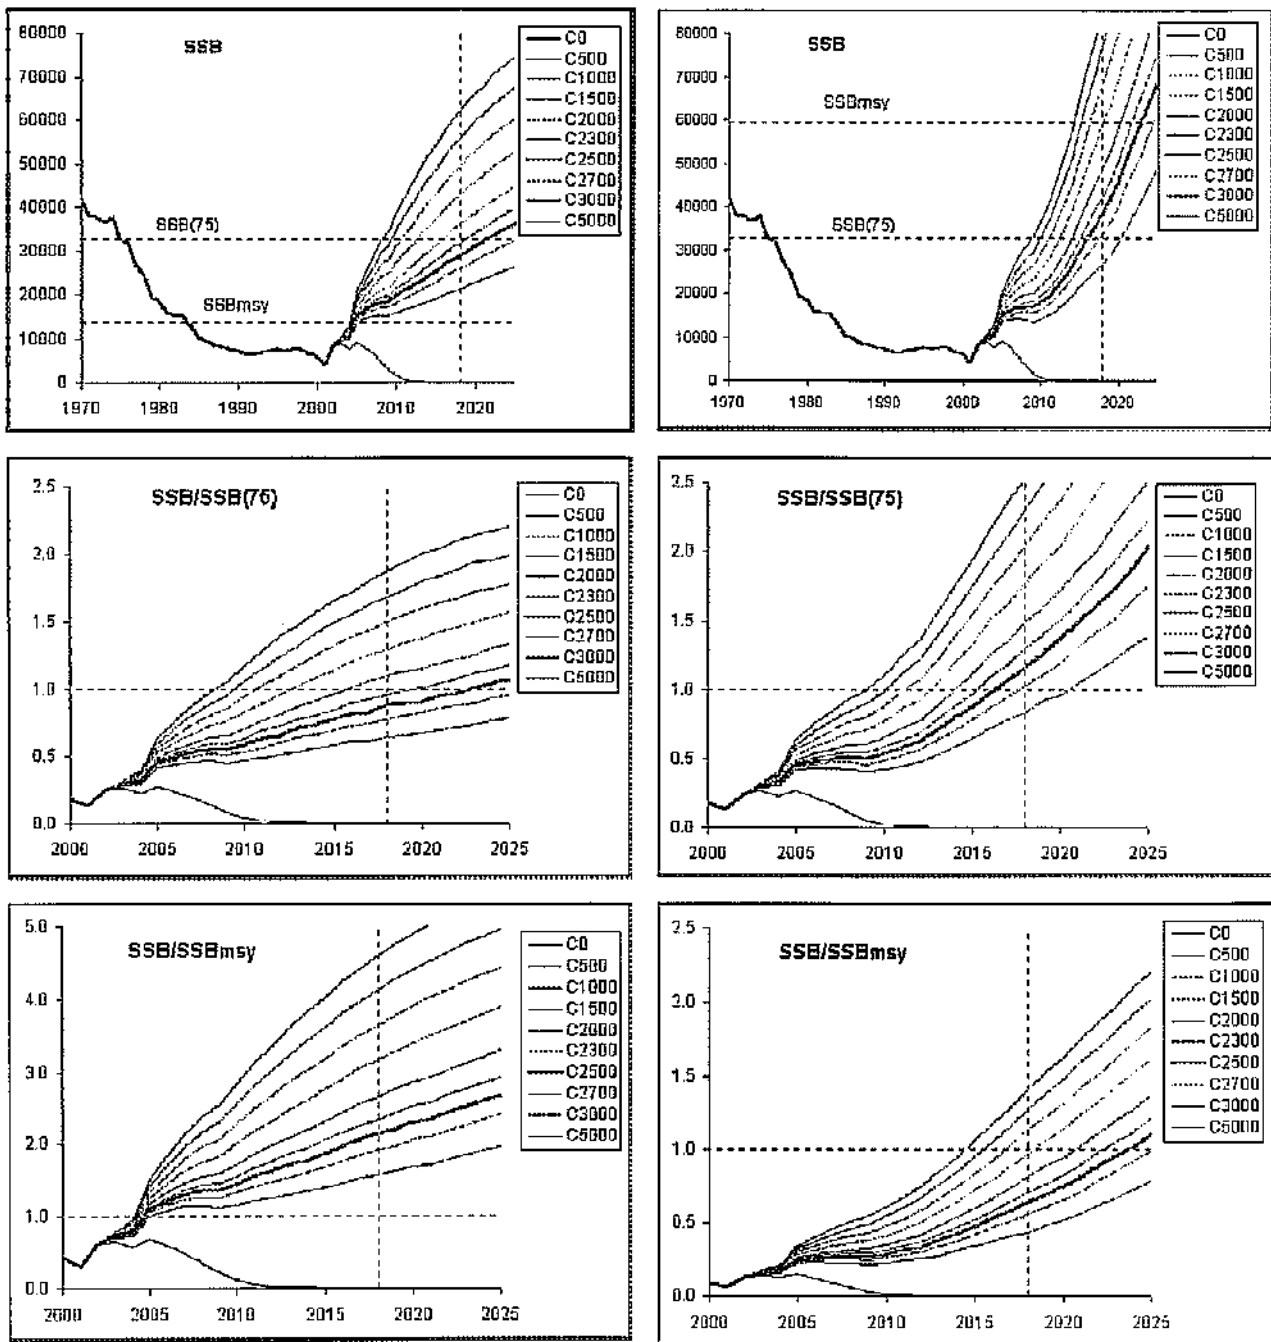 SSB
80000
70000
60000
50000
40000
30000
20000
10000
0
SSB(75)
SSBmsy
1970 1980 1990 2000 2010 2020
C0
C500
C1000
C1500
C2000
C2300
C2500
C2700
C3000
C5000
SSB
80000
70000
60000
50000
40000
30000
20000
10000
0
SSBmsy
SSB(75)
1970 1980 1990 2000 2010 2020
C0
C500
C1000
C1500
C2000
C2300
C2500
C2700
C3000
C5000
SSB/SSB(75)
2.5
2.0
1.5
1.0
0.5
0.0
2000 2005 2010 2015 2020 2025
C0
C500
C1000
C1500
C2000
C2300
C2500
C2700
C3000
C5000
SSB/SSB(75)
2.5
2.0
1.5
1.0
0.5
0.0
2000 2005 2010 2015 2020 2025
C0
C500
C1000
C1500
C2000
C2300
C2500
C2700
C3000
C5000
SSB/SSBmsy
5.0
4.0
3.0
2.0
1.0
0.0
2000 2005 2010 2015 2020 2025
C0
C500
C1000
C1500
C2000
C2300
C2500
C2700
C3000
C5000
SSB/SSBmsy
2.5
2.0
1.5
1.0
0.5
0.0
2000 2005 2010 2015 2020 2025
C0
C500
C1000
C1500
C2000
C2300
C2500
C2700
C3000
C5000